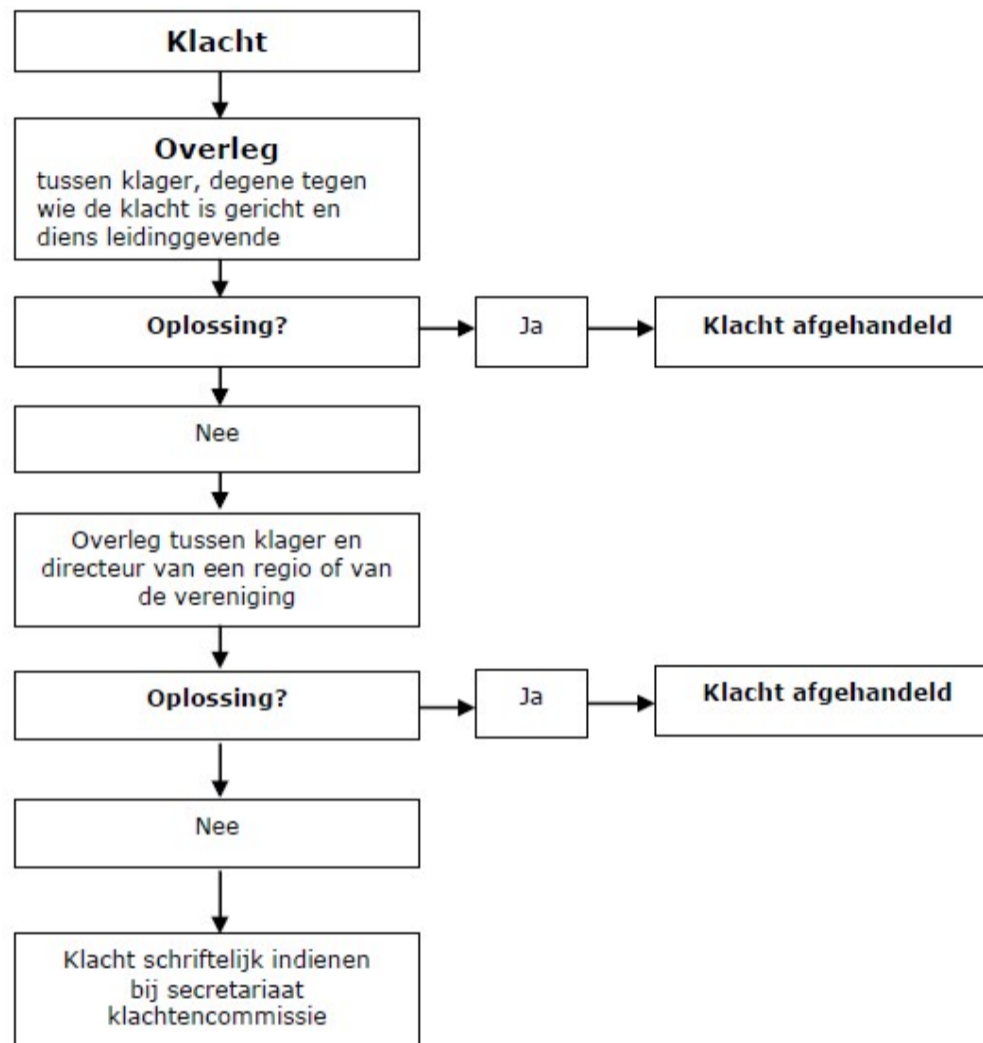 Klacht
Overleg
tussen klager, degene tegen
wie de klacht is gericht en
diens leidinggevende
Oplossing?
Ja
Klacht afgehandeld
Nee
Overleg tussen klager en
directeur van een regio of van
de vereniging
Oplossing?
Ja
Klacht afgehandeld
Nee
Klacht schriftelijk indienen
bij secretariaat
klachtencommissie